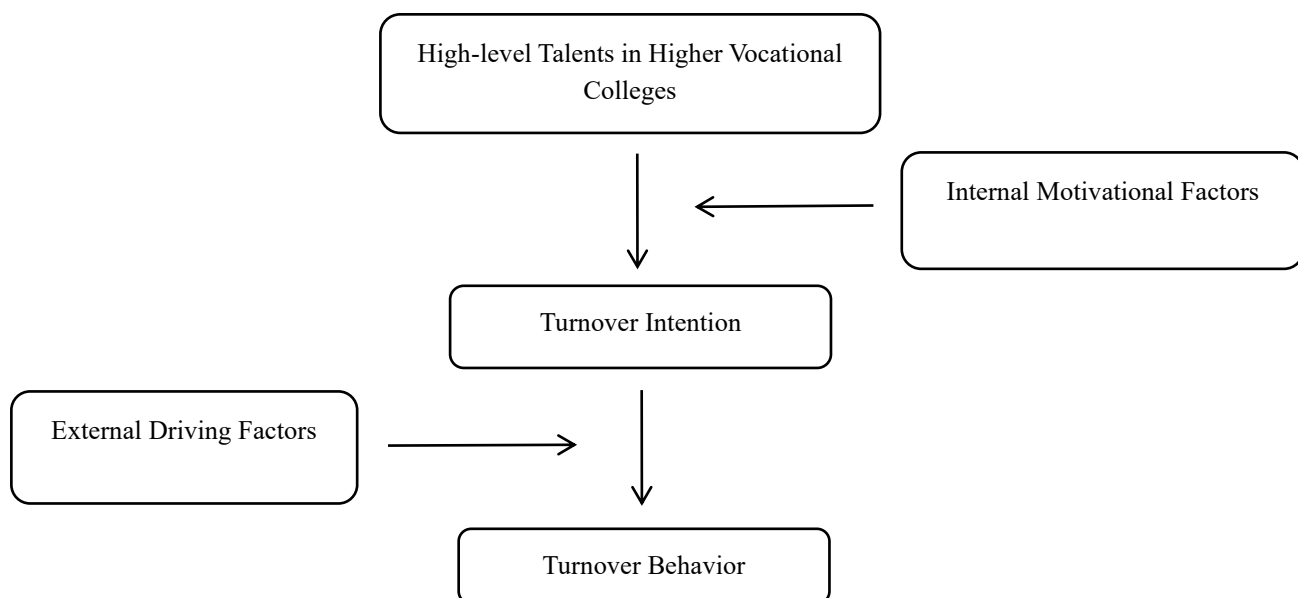 High-level Talents in Higher Vocational
Colleges
Internal Motivational Factors
Turnover Intention
External Driving Factors
Turnover Behavior